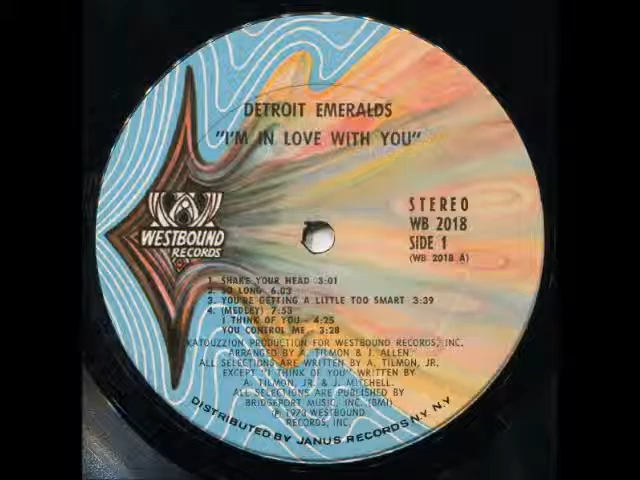 DETROIT EMERALDS
"I'M IN LOVE WITH YOU"
STEREO
WB 2018
SIDE 1
(WB 2018 A)
WESTBOUND
RECORDS
1. SHAKE YOUR HEAD 3:01
2. SO LONG 6:03
3. YOU'RE GETTING A LITTLE TOO SMART 3:39
4. (MEDLEY) 7:53
I THINK OF YOU - 4:25
YOU CONTROL ME - 3:28
KATOUZZION PRODUCTION FOR WESTBOUND RECORDS, INC.
ARRANGED BY A. TILMON & J. ALLEN
ALL SELECTIONS ARE WRITTEN BY A. TILMON, JR.
EXCEPT "I THINK OF YOU" WRITTEN BY
A. TILMON, JR. & J. MITCHELL.
ALL SELECTIONS ARE PUBLISHED BY
BRIDGEPORT MUSIC, INC. (BMI)
℗ 1973 WESTBOUND
RECORDS, INC.
DISTRIBUTED BY JANUS RECORDS N.Y. N.Y.